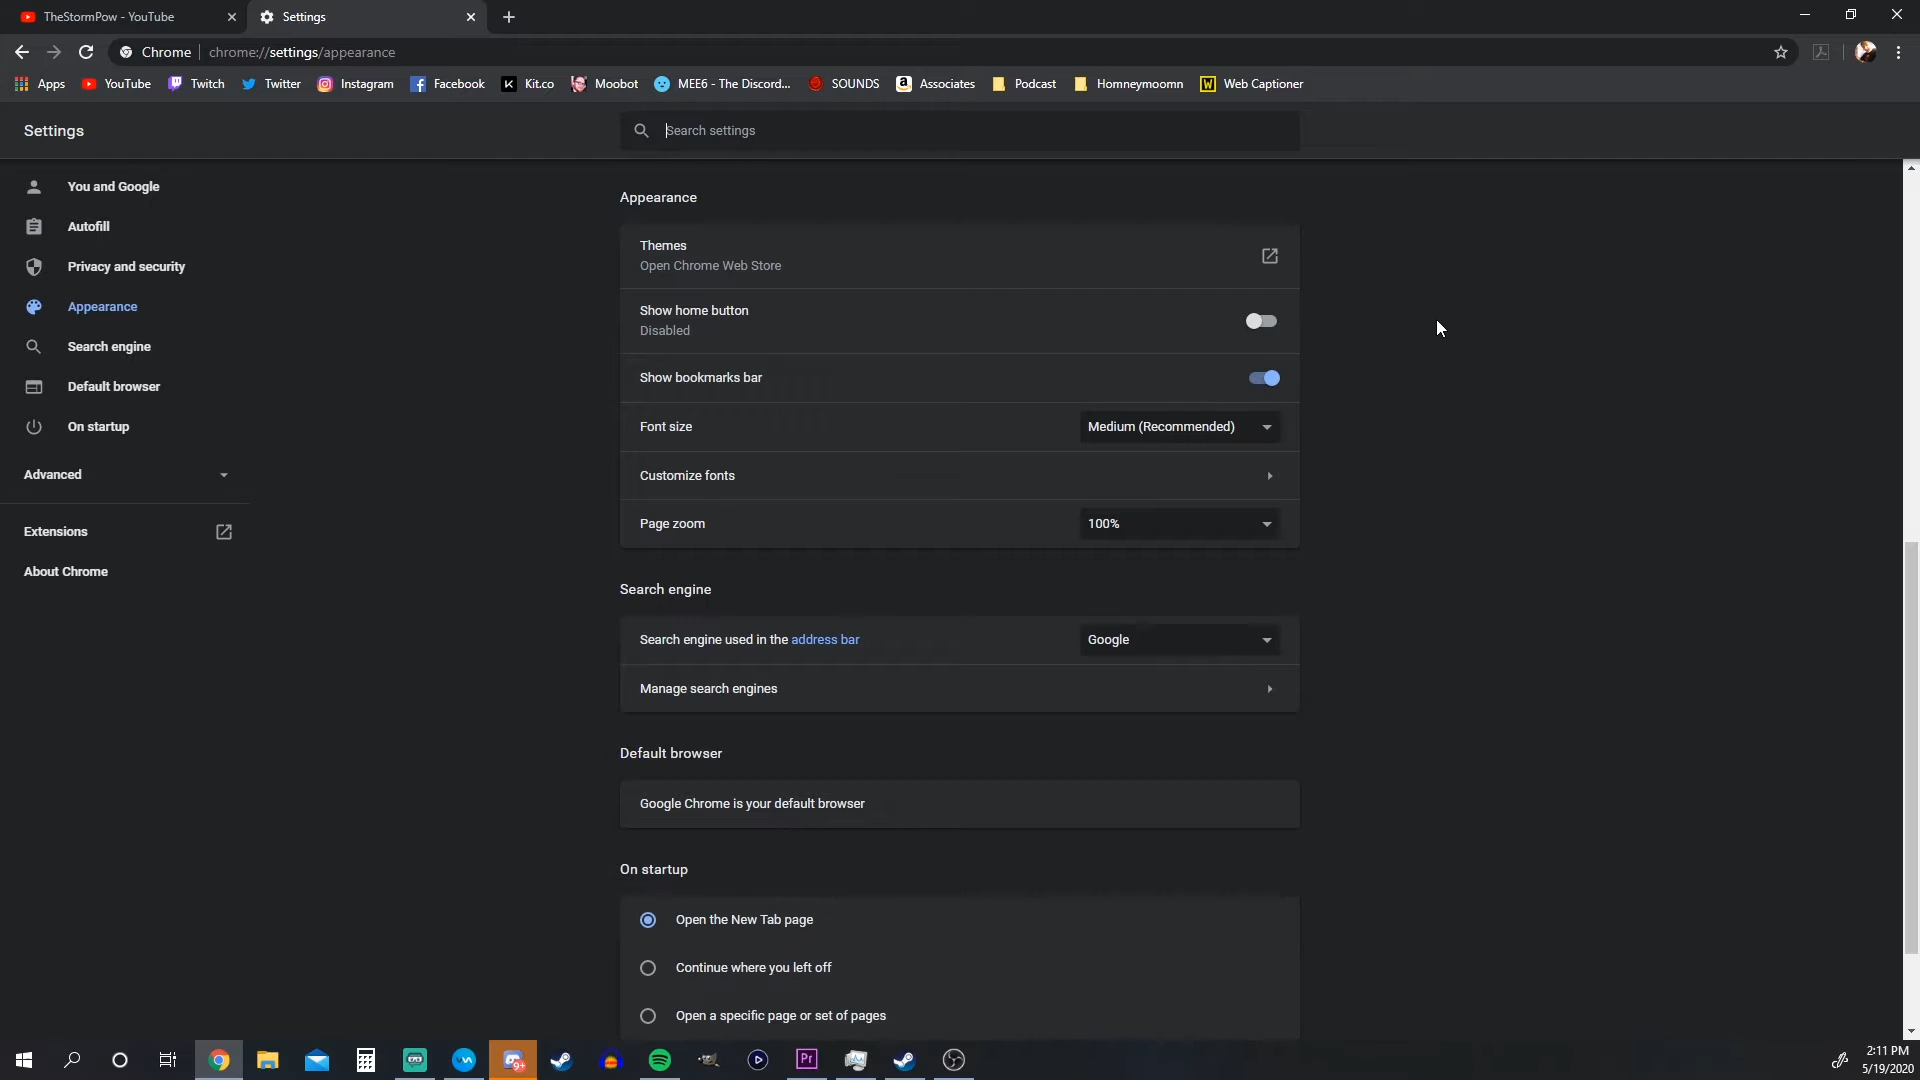 TheStormPow - YouTube
Settings
Chrome chrome://settings/appearance
Apps YouTube Twitch Twitter Instagram Facebook Kit.co Moobot MEE6 - The Discord... SOUNDS Associates Podcast Homneymoomn Web Captioner
Settings
Search settings
You and Google
Autofill
Privacy and security
Appearance
Search engine
Default browser
On startup
Advanced
Extensions
About Chrome
Appearance
Themes
Open Chrome Web Store
Show home button
Disabled
Show bookmarks bar
Font size Medium (Recommended)
Customize fonts
Page zoom 100%
Search engine
Search engine used in the address bar Google
Manage search engines
Default browser
Google Chrome is your default browser
On startup
Open the New Tab page
Continue where you left off
Open a specific page or set of pages
9+
Pr
2:11 PM
5/19/2020